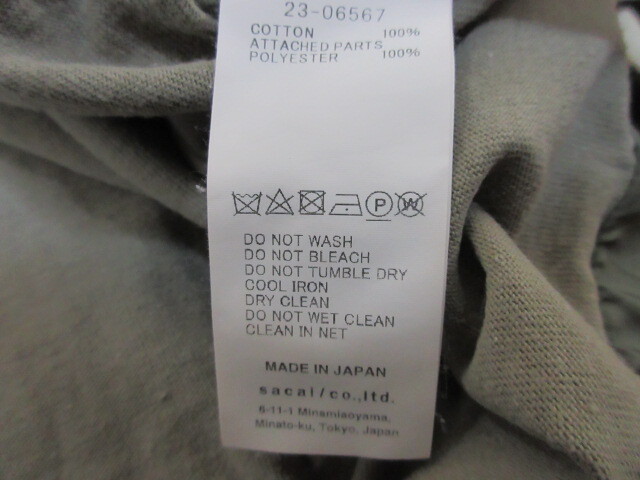 23-06567
COTTON 100%
ATTACHED PARTS
POLYESTER 100%
P W
DO NOT WASH
DO NOT BLEACH
DO NOT TUMBLE DRY
COOL IRON
DRY CLEAN
DO NOT WET CLEAN
CLEAN IN NET
MADE IN JAPAN
sacai/co.,ltd.
6-11-1 Minamiaoyama,
Minato-ku, Tokyo, Japan